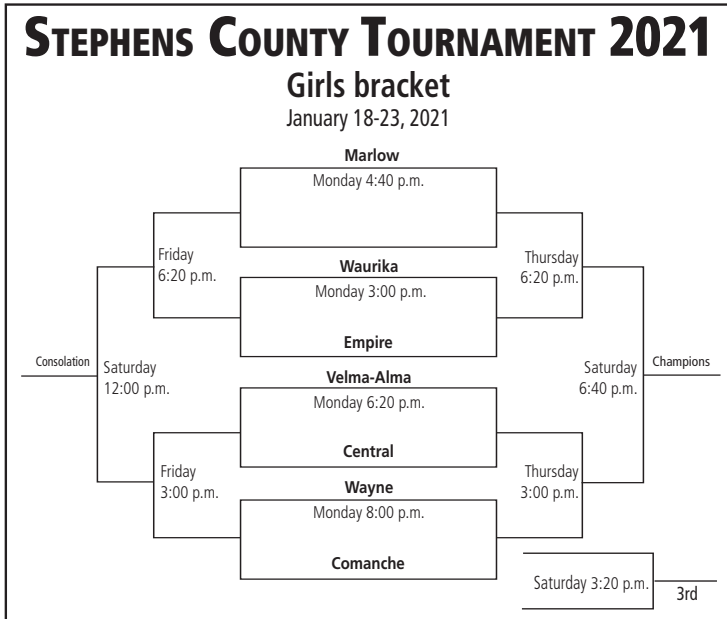 STEPHENS COUNTY TOURNAMENT 2021
Girls bracket
January 18-23, 2021
Marlow
Monday 4:40 p.m.
Friday
6:20 p.m.
Thursday
6:20 p.m.
Waurika
Monday 3:00 p.m.
Empire
Consolation
Saturday
12:00 p.m.
Saturday
6:40 p.m.
Champions
Velma-Alma
Monday 6:20 p.m.
Central
Friday
3:00 p.m.
Thursday
3:00 p.m.
Wayne
Monday 8:00 p.m.
Comanche
Saturday 3:20 p.m.
3rd